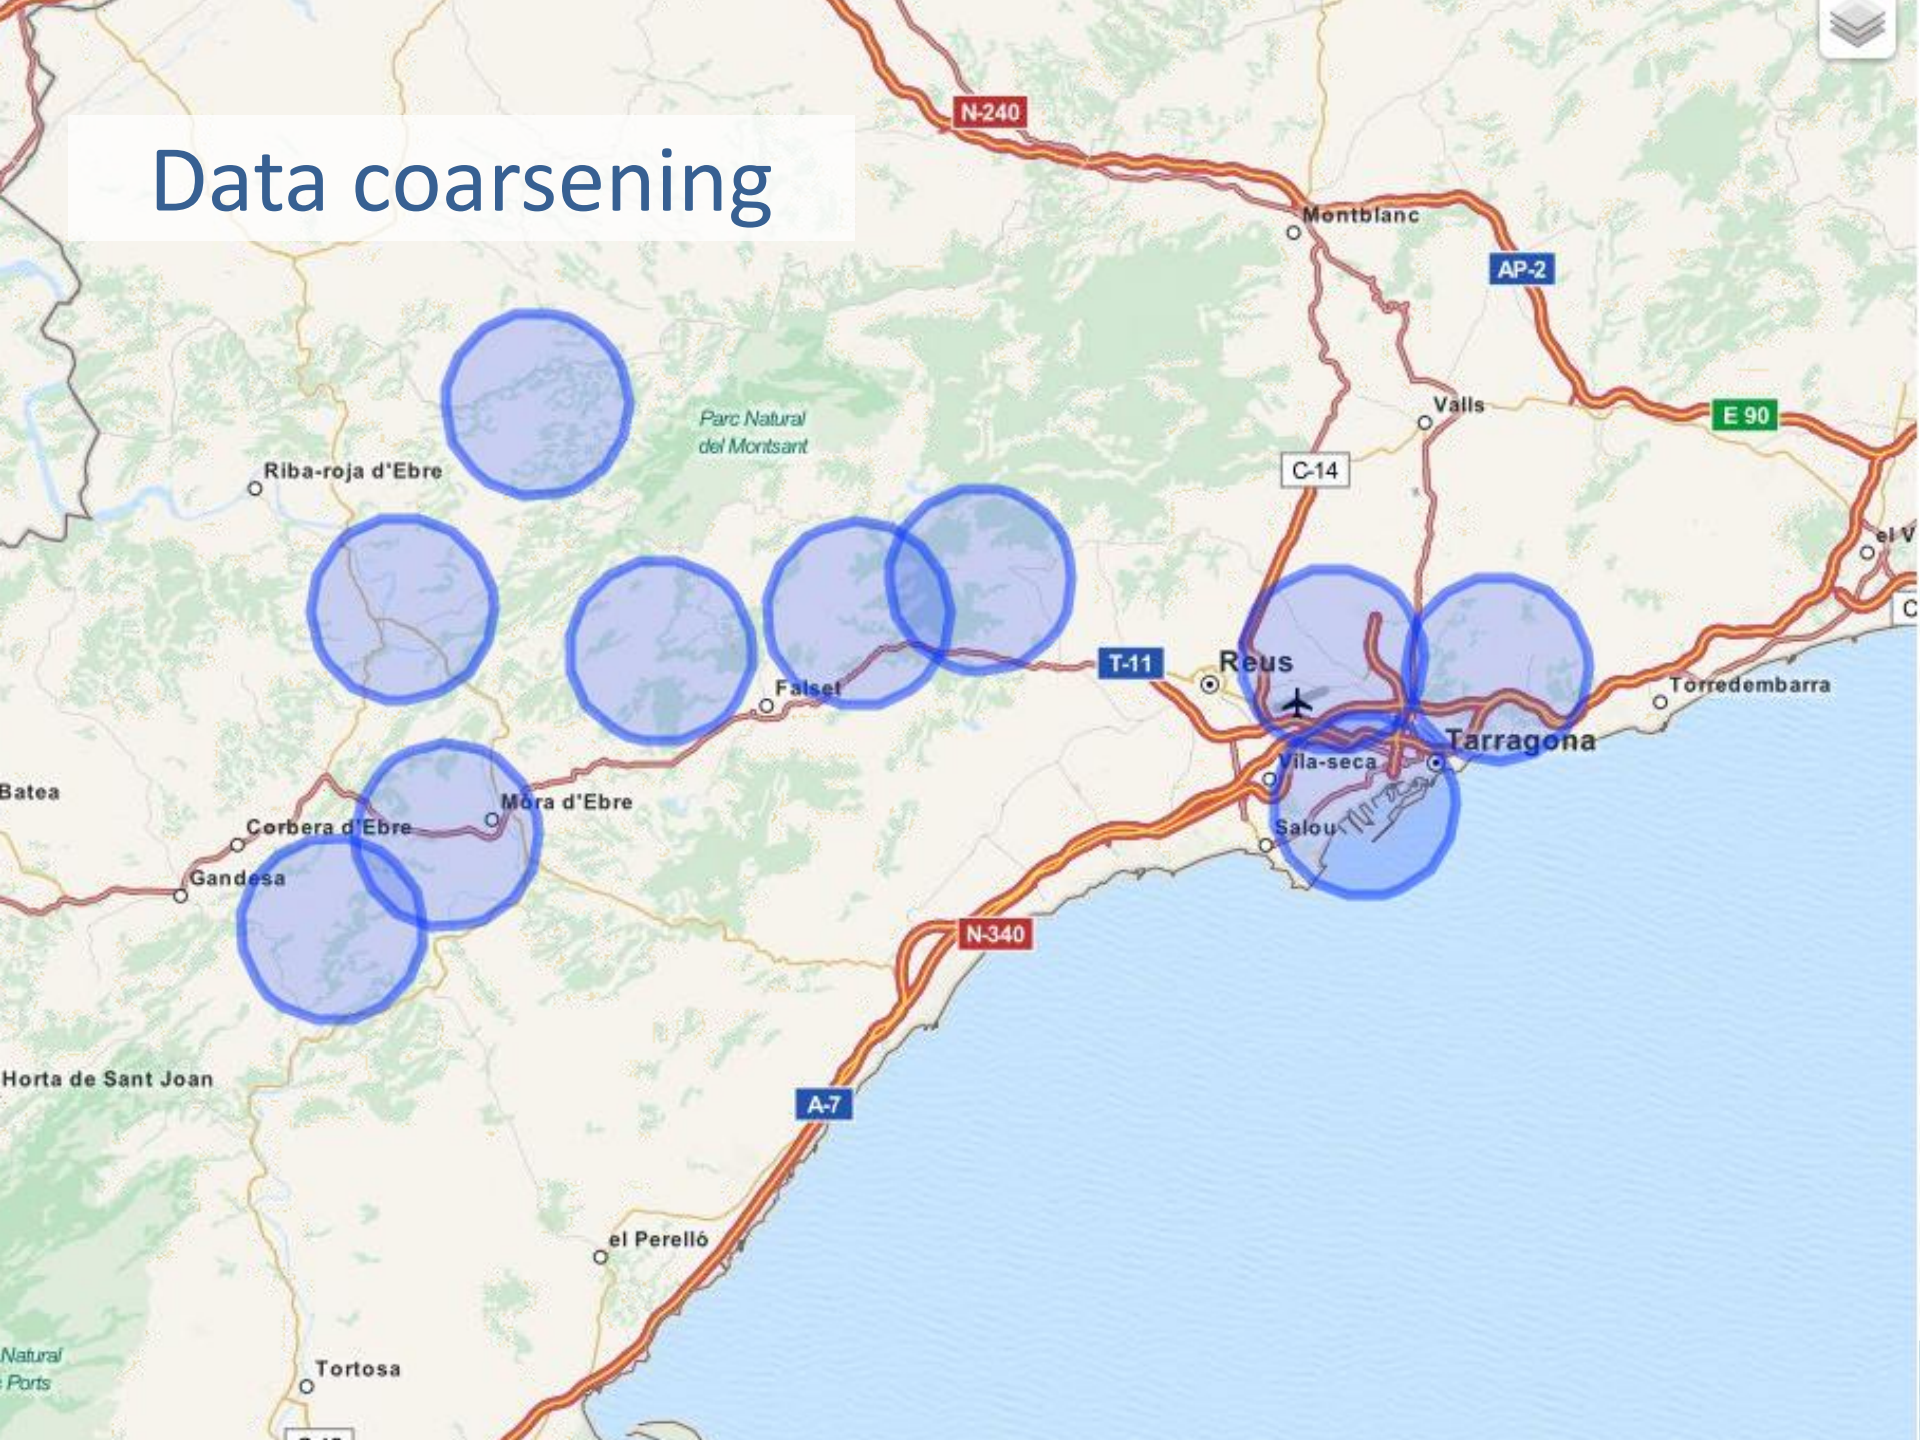 N-240
Data coarsening
Montblanc
AP-2
Valls
E 90
Parc Natural
del Montsant
C-14
Riba-roja d'Ebre
el V
C
T-11
Reus
Falset
Torredembarra
Tarragona
Vila-seca
Batea
Móra d'Ebre
Corbera d'Ebre
Salou
Gandesa
N-340
Horta de Sant Joan
A-7
el Perelló
Natural
Ports
Tortosa